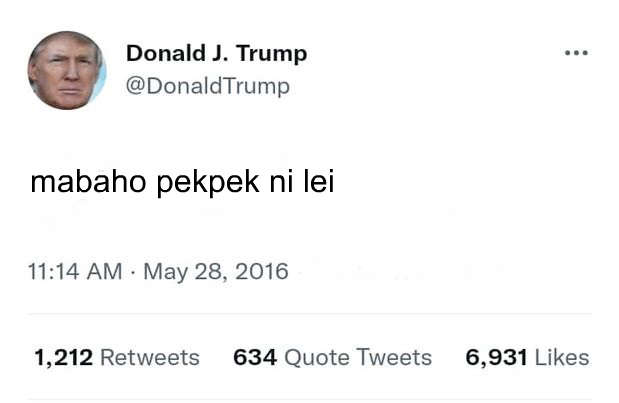 Donald J. Trump
@DonaldTrump
mabaho pekpek ni lei
11:14 AM · May 28, 2016
1,212 Retweets 634 Quote Tweets 6,931 Likes